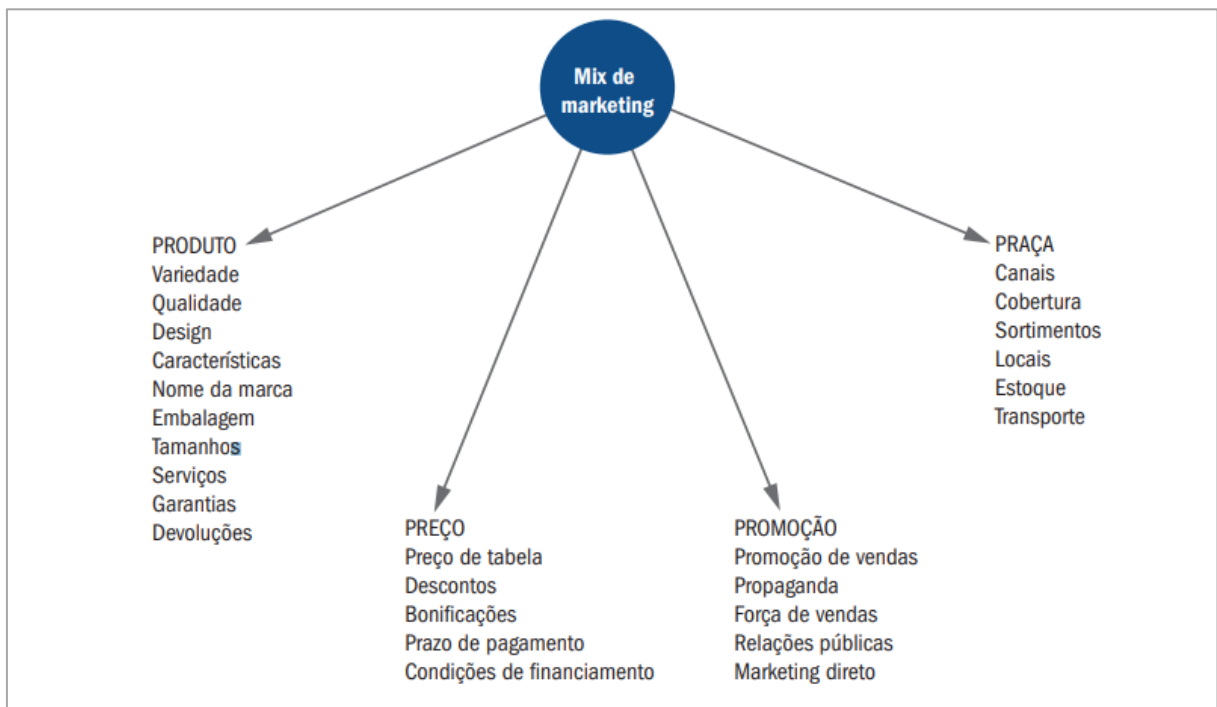 Mix de
marketing
PRODUTO
Variedade
Qualidade
Design
Características
Nome da marca
Embalagem
Tamanhos
Serviços
Garantias
Devoluções
PREÇO
Preço de tabela
Descontos
Bonificações
Prazo de pagamento
Condições de financiamento
PROMOÇÃO
Promoção de vendas
Propaganda
Força de vendas
Relações públicas
Marketing direto
PRAÇA
Canais
Cobertura
Sortimentos
Locais
Estoque
Transporte